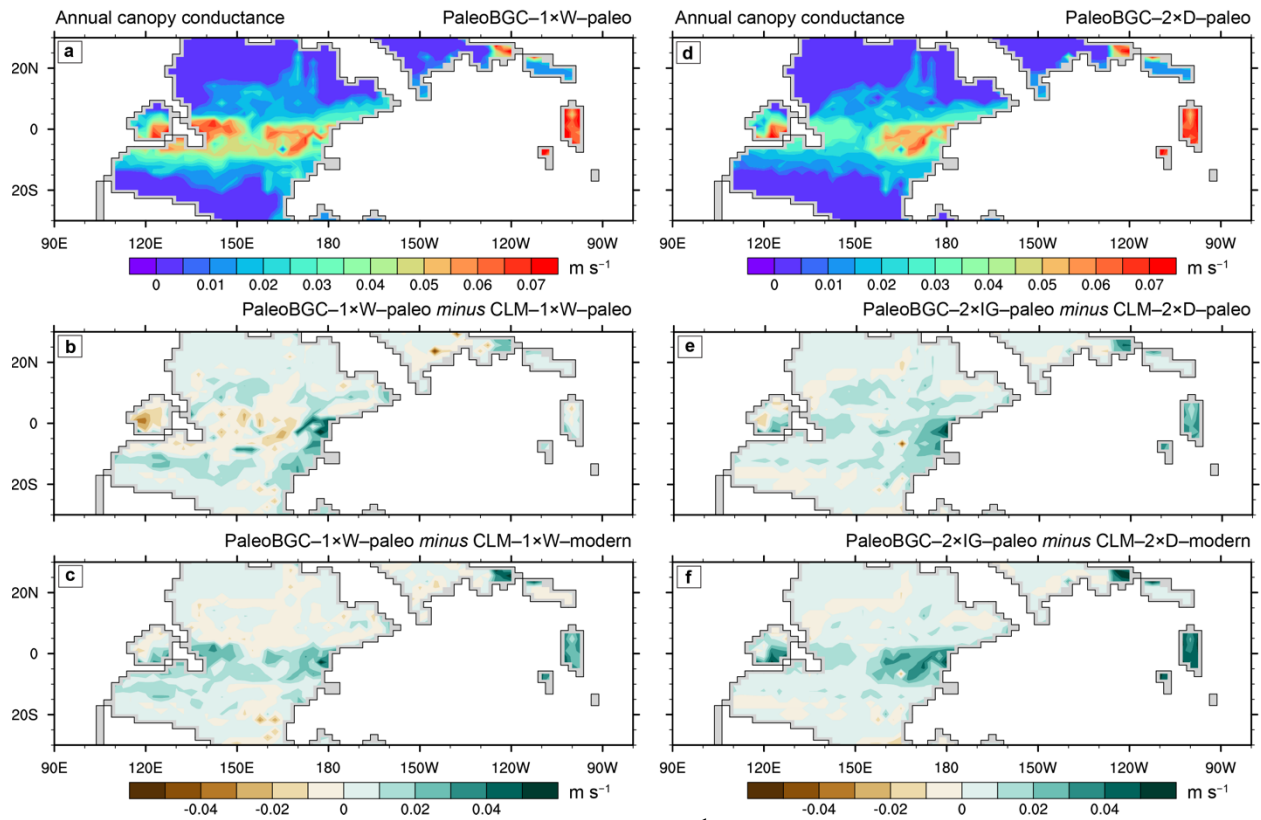 Annual canopy conductance PaleoBGC–1×W–paleo
a
20N
0
20S
90E 120E 150E 180 150W 120W 90W
0 0.01 0.02 0.03 0.04 0.05 0.06 0.07 m s⁻¹
PaleoBGC–1×W–paleo minus CLM–1×W–paleo
b
20N
0
20S
PaleoBGC–1×W–paleo minus CLM–1×W–modern
c
20N
0
20S
90E 120E 150E 180 150W 120W 90W
-0.04 -0.02 0 0.02 0.04 m s⁻¹
Annual canopy conductance PaleoBGC–2×D–paleo
d
20N
0
20S
90E 120E 150E 180 150W 120W 90W
0 0.01 0.02 0.03 0.04 0.05 0.06 0.07 m s⁻¹
PaleoBGC–2×IG–paleo minus CLM–2×D–paleo
e
20N
0
20S
PaleoBGC–2×IG–paleo minus CLM–2×D–modern
f
20N
0
20S
90E 120E 150E 180 150W 120W 90W
-0.04 -0.02 0 0.02 0.04 m s⁻¹